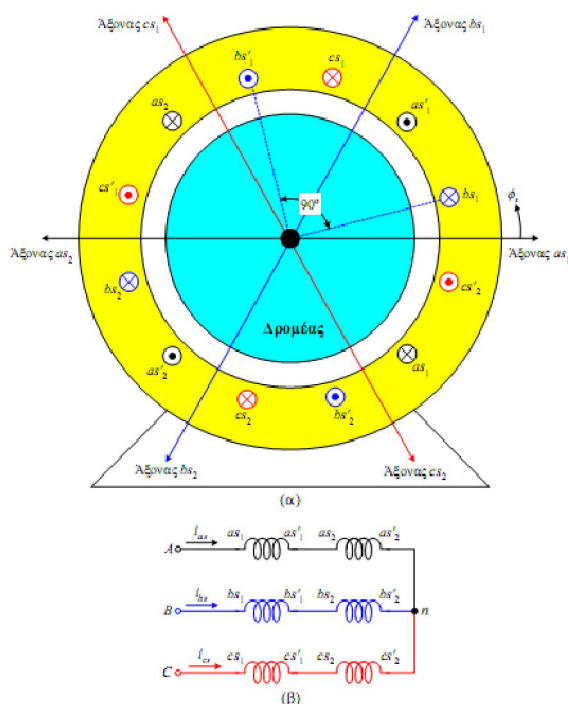 Άξονας cs₁
Άξονας bs₁
bs'₁
cs₁
as₂
as'₁
cs'₁
90°
bs₁
ϕₛ
Άξονας as₂
Άξονας as₁
bs₂
cs'₂
Δρομέας
as'₂
as₁
cs₂
bs'₂
Άξονας bs₂
Άξονας cs₂
(α)
A
iₐₛ
as₁ as'₁ as₂ as'₂
B
i_bs
bs₁ bs'₁ bs₂ bs'₂
n
C
i_cs
cs₁ cs'₁ cs₂ cs'₂
(β)